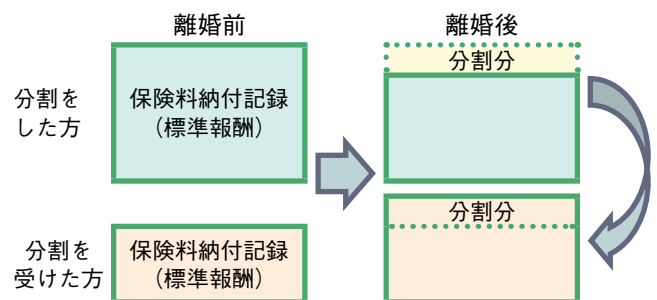 離婚前
離婚後
分割分
分割を
した方
保険料納付記録
（標準報酬）
分割分
分割を
受けた方
保険料納付記録
（標準報酬）